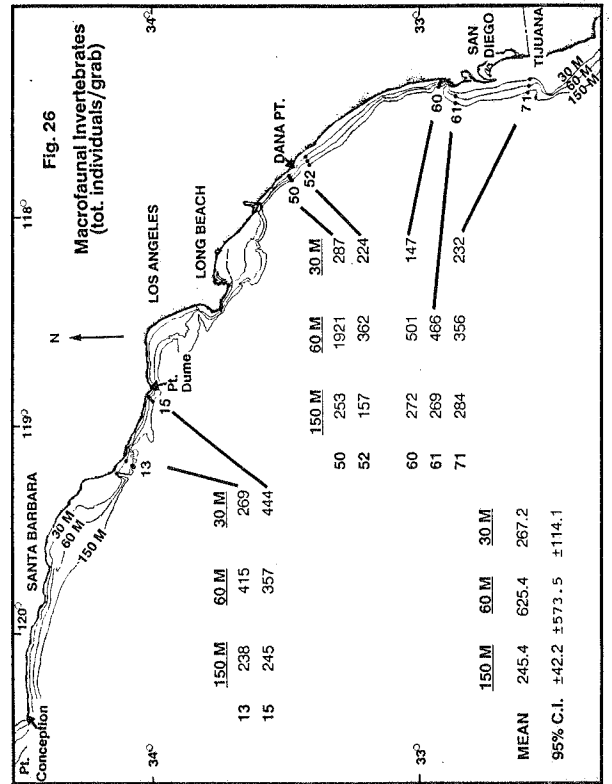 Fig. 26
Macrofaunal Invertebrates
(tot. individuals/grab)
120°
119°
118°
34°
34°
33°
33°
N
Pt.
Conception
SANTA BARBARA
30 M
60 M
150 M
13
15
Pt.
Dume
LOS ANGELES
LONG BEACH
DANA PT.
50
52
60
61
71
SAN
DIEGO
TIJUANA
30 M
60-M
150-M
150 M 60 M 30 M
13 238 415 269
15 245 357 444
150 M 60 M 30 M
50 253 1921 287
52 157 362 224
60 272 501 147
61 269 466
71 284 356 232
150 M 60 M 30 M
MEAN 245.4 625.4 267.2
95% C.I. ±42.2 ±573.5 ±114.1